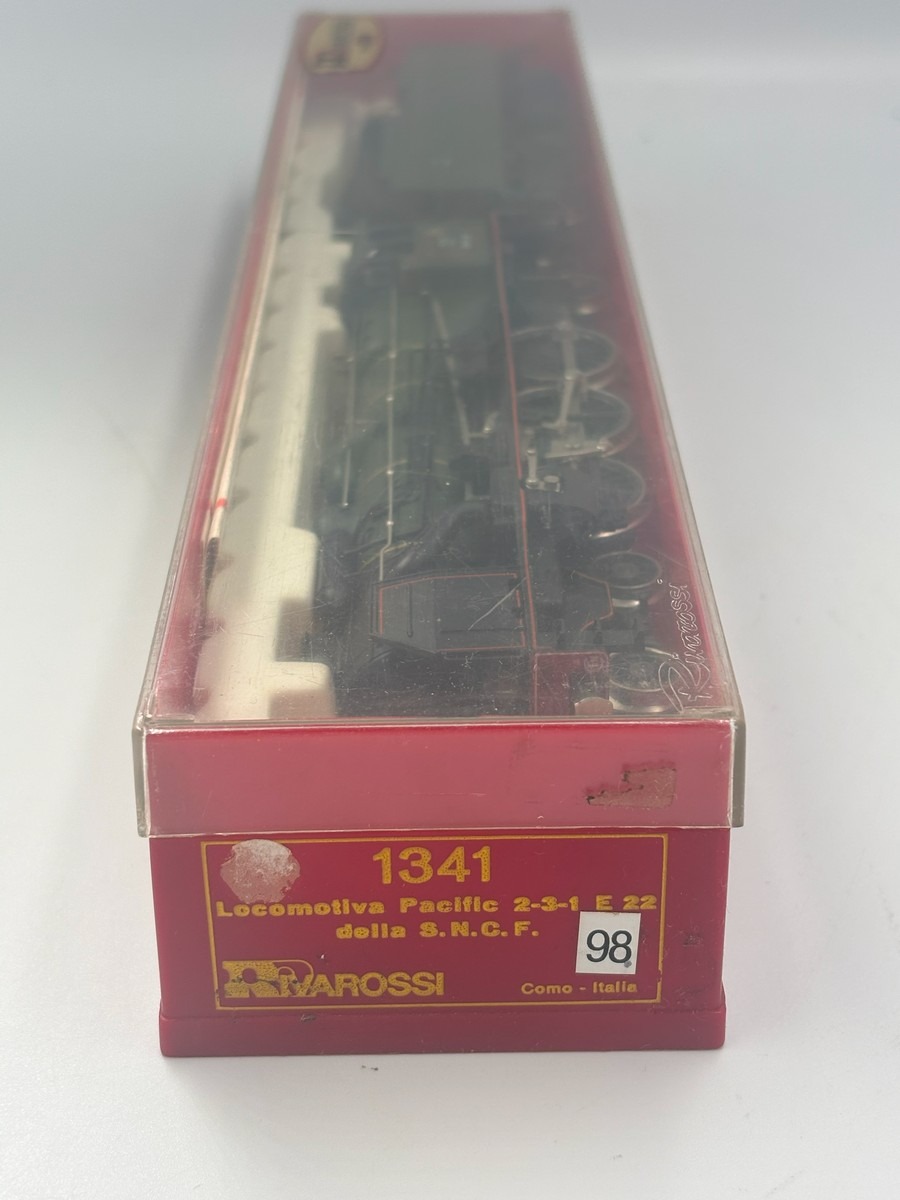 Rivarossi
1341
Locomotiva Pacific 2-3-1 E 22
della S.N.C.F.
98
RIVAROSSI
Como - Italia